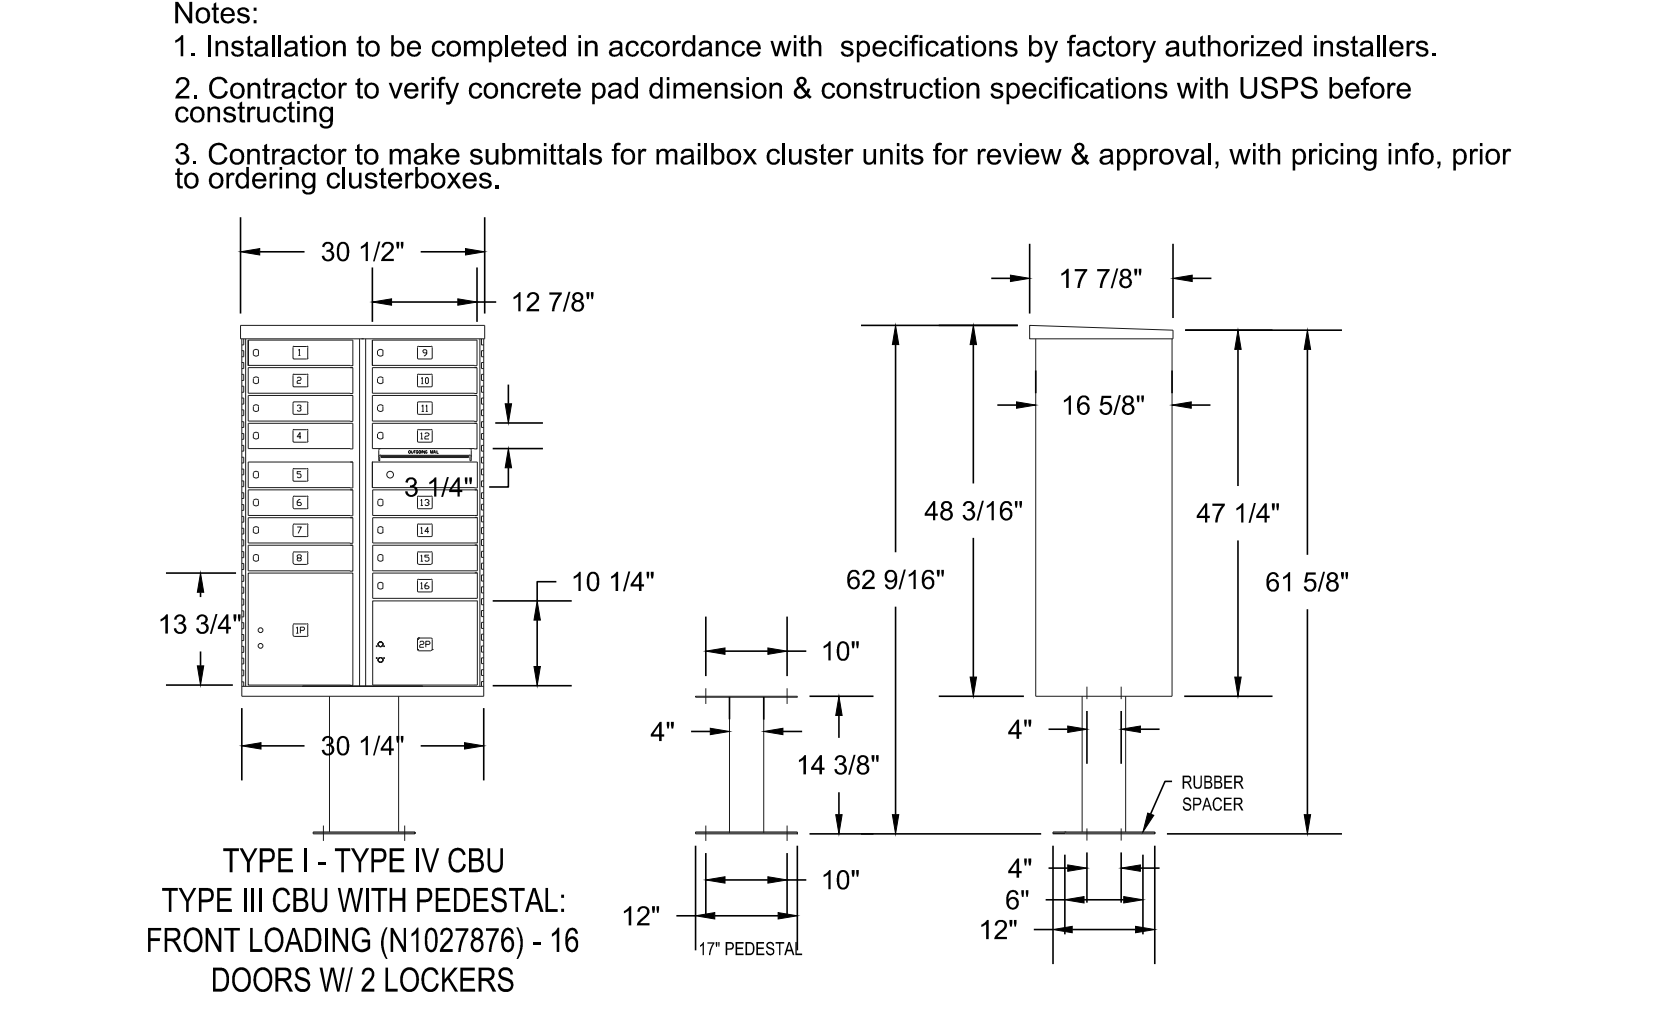 Notes:
1. Installation to be completed in accordance with specifications by factory authorized installers.
2. Contractor to verify concrete pad dimension & construction specifications with USPS before
constructing
3. Contractor to make submittals for mailbox cluster units for review & approval, with pricing info, prior
to ordering clusterboxes.
30 1/2"
12 7/8"
17 7/8"
1
9
2
10
3
11
4
12
OUTGOING MAIL
16 5/8"
5
3 1/4"
6
13
7
14
8
15
16
48 3/16"
47 1/4"
10 1/4"
62 9/16"
61 5/8"
13 3/4"
1P
2P
10"
4"
4"
30 1/4"
14 3/8"
RUBBER
SPACER
TYPE I - TYPE IV CBU
TYPE III CBU WITH PEDESTAL:
FRONT LOADING (N1027876) - 16
DOORS W/ 2 LOCKERS
10"
12"
17" PEDESTAL
4"
6"
12"